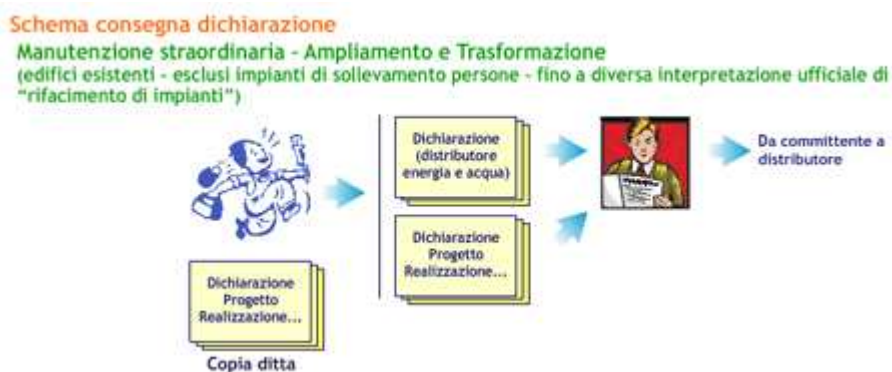 Schema consegna dichiarazione
Manutenzione straordinaria - Ampliamento e Trasformazione
(edifici esistenti - esclusi impianti di sollevamento persone - fino a diversa interpretazione ufficiale di
"rifacimento di impianti")
Dichiarazione
(distributore
energia e acqua)
Da committente a
distributore
Dichiarazione
Progetto
Realizzazione...
Dichiarazione
Progetto
Realizzazione...
Copia ditta